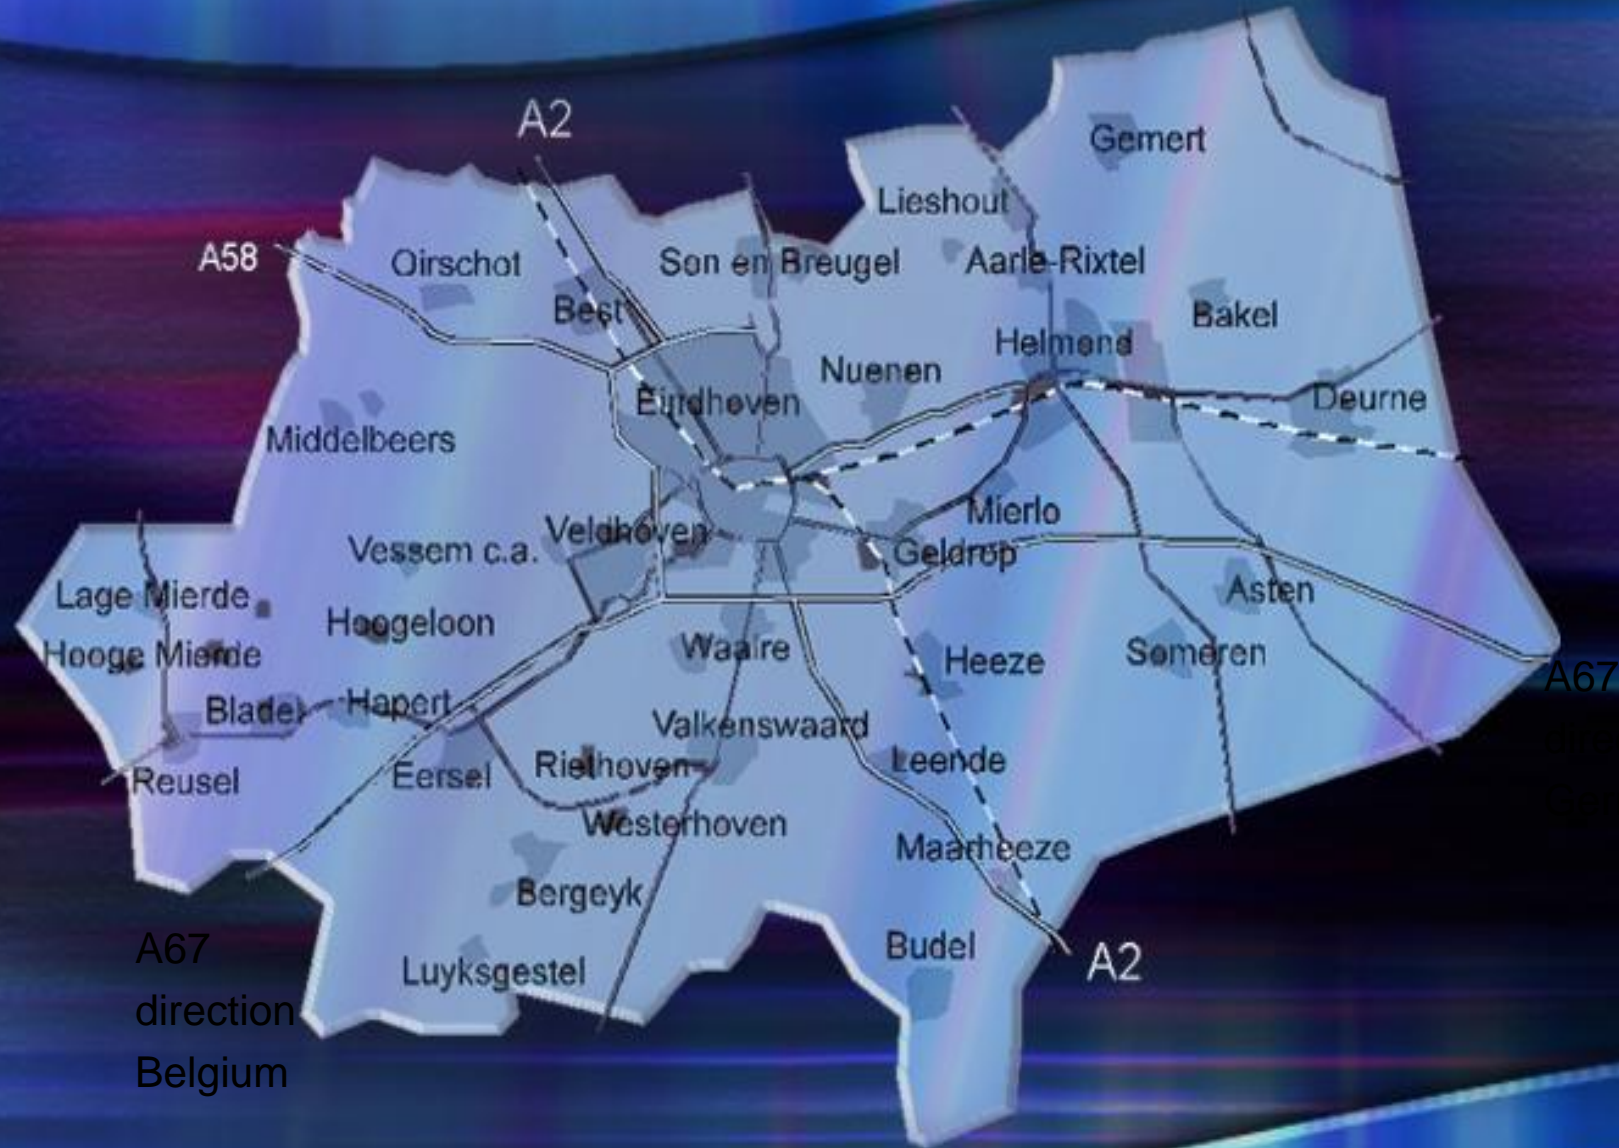 A2
Gemert
Lieshout
A58
Oirschot
Son en Breugel
Aarle-Rixtel
Best
Bakel
Helmond
Nuenen
Eindhoven
Deurne
Middelbeers
Mierlo
Veldhoven
Vessem c.a.
Geldrop
Asten
Lage Mierde
Hoogeloon
Waalre
Hooge Mierde
Heeze
Someren
A67
Bladel
Hapert
Valkenswaard
Reusel
Eersel
Riethoven
Leende
Westerhoven
Maarheeze
Bergeyk
Budel
A67
direction
Belgium
Luyksgestel
A2